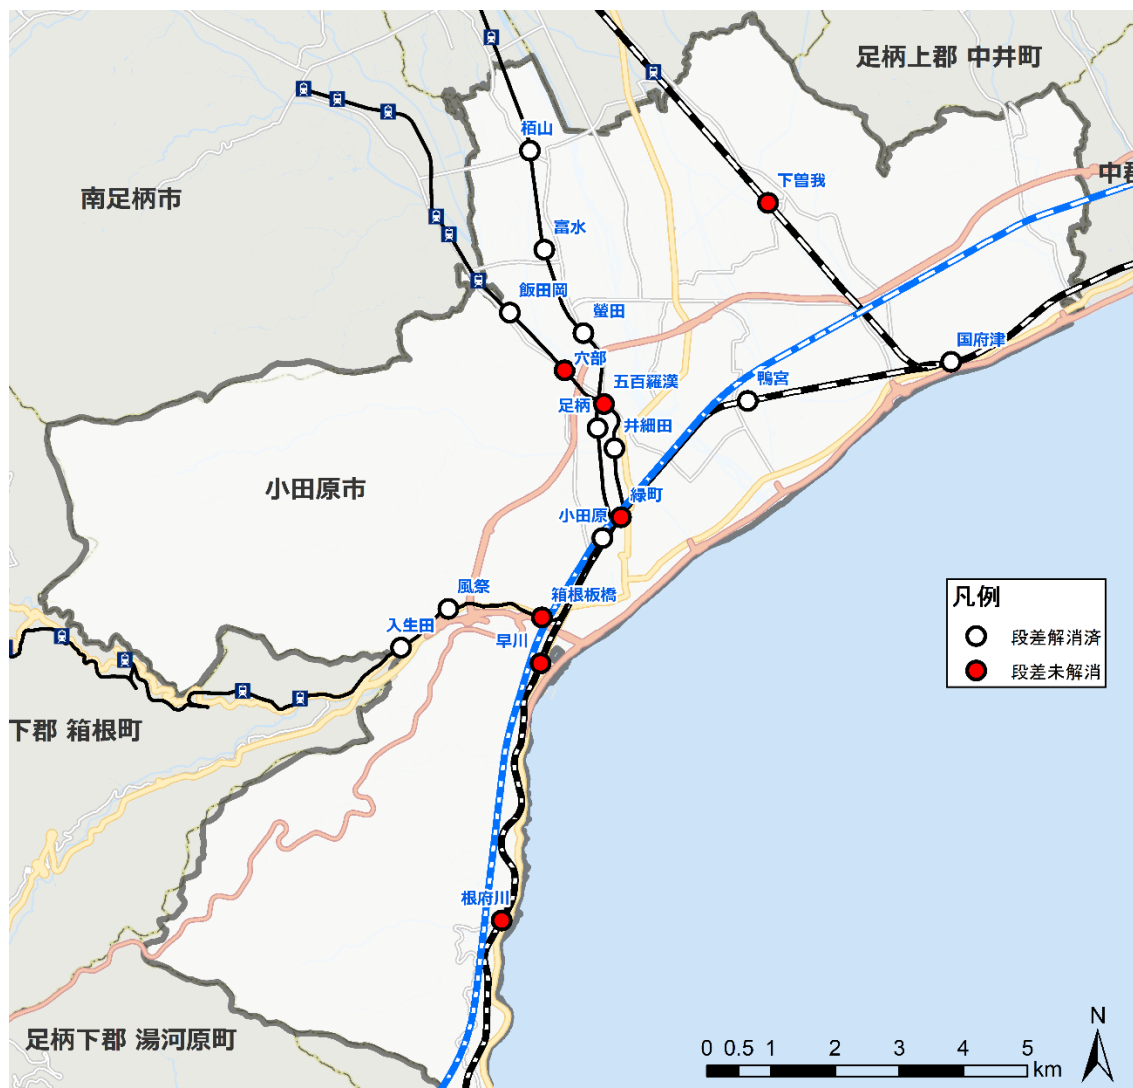 足柄上郡 中井町
栢山
中郡
下曽我
南足柄市
富水
飯田岡
螢田
国府津
穴部
五百羅漢
鴨宮
足柄
井細田
小田原市
緑町
小田原
風祭
箱根板橋
凡例
入生田
早川
段差解消済
段差未解消
下郡 箱根町
根府川
足柄下郡 湯河原町
N
0 0.5 1 2 3 4 5
km